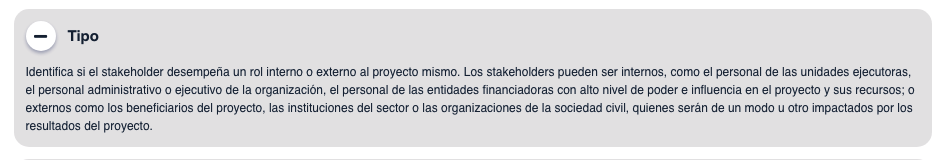 Tipo
Identifica si el stakeholder desempeña un rol interno o externo al proyecto mismo. Los stakeholders pueden ser internos, como el personal de las unidades ejecutoras,
el personal administrativo o ejecutivo de la organización, el personal de las entidades financiadoras con alto nivel de poder e influencia en el proyecto y sus recursos; o
externos como los beneficiarios del proyecto, las instituciones del sector o las organizaciones de la sociedad civil, quienes serán de un modo u otro impactados por los
resultados del proyecto.